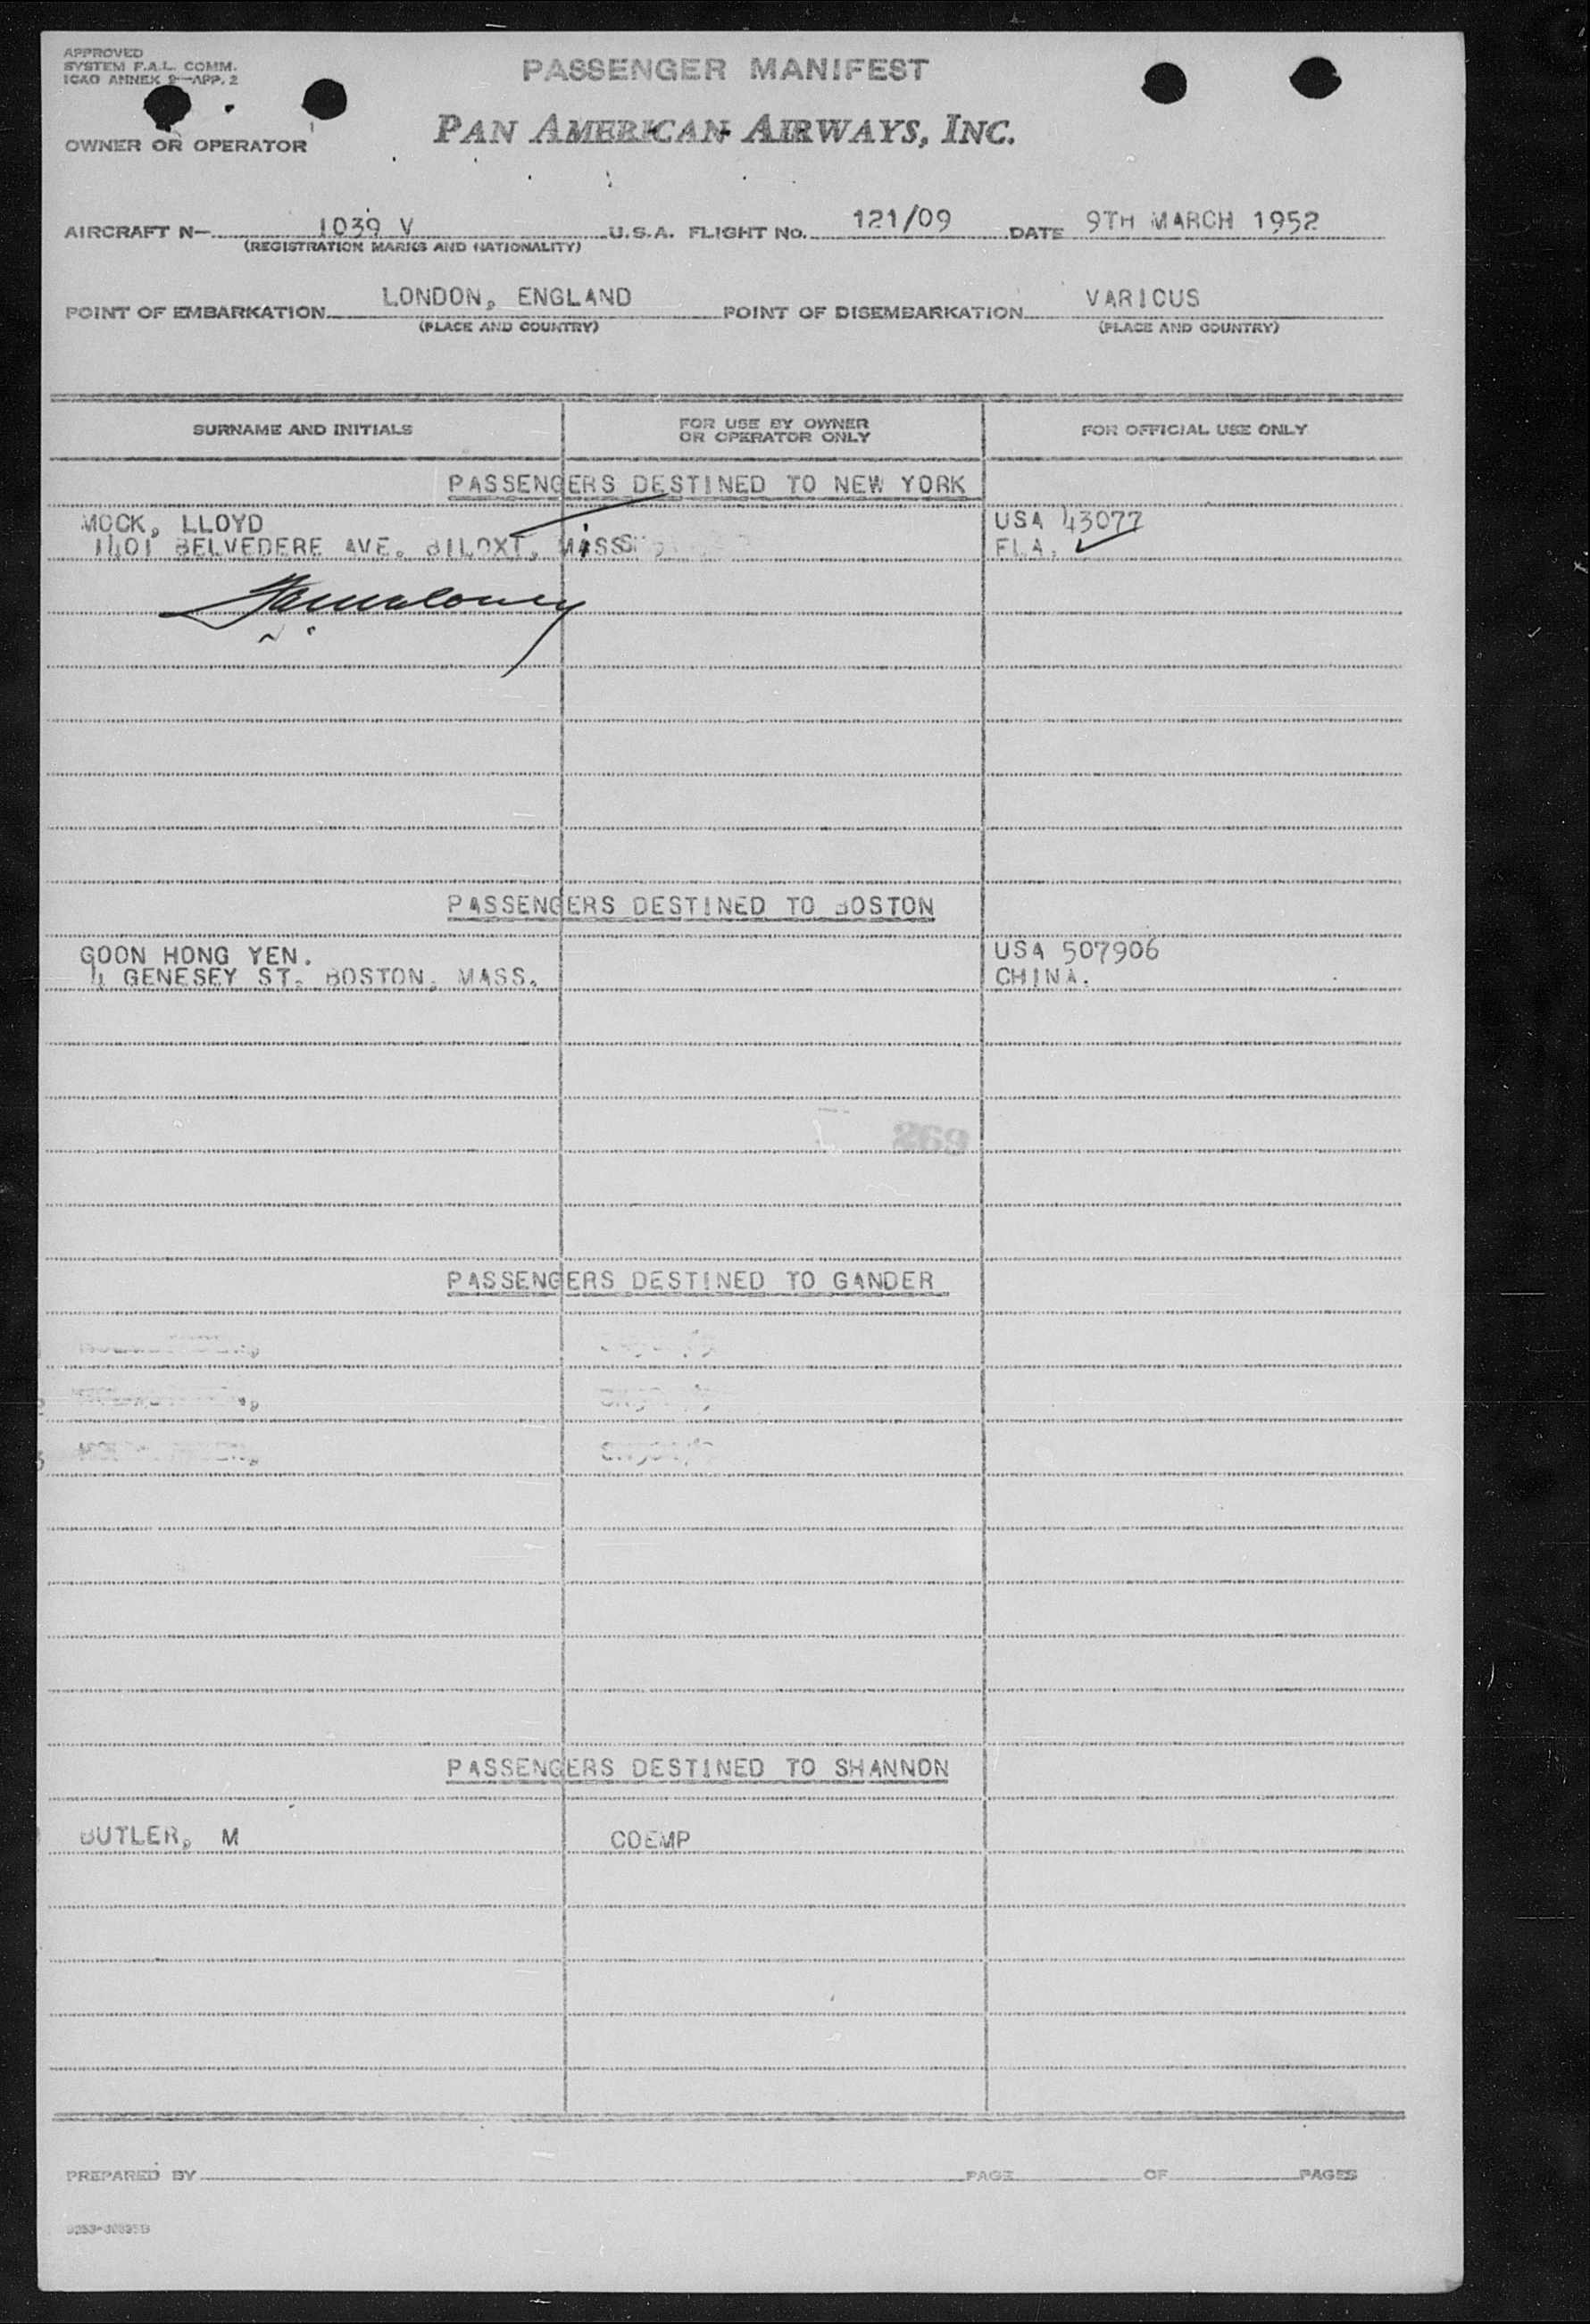 APPROVED
SYSTEM F.A.L. COMM.
ICAO ANNEX 9—APP. 2
PASSENGER MANIFEST
OWNER OR OPERATOR
PAN AMERICAN AIRWAYS, INC.
AIRCRAFT N— 1039 V U.S.A. FLIGHT NO. 121/09 DATE 9TH MARCH 1952
(REGISTRATION MARKS AND NATIONALITY)
POINT OF EMBARKATION LONDON, ENGLAND POINT OF DISEMBARKATION VARIOUS
(PLACE AND COUNTRY) (PLACE AND COUNTRY)
SURNAME AND INITIALS FOR USE BY OWNER OR OPERATOR ONLY FOR OFFICIAL USE ONLY
PASSENGERS DESTINED TO NEW YORK
MOCK, LLOYD USA 43077
1401 BELVEDERE AVE. BILOXI, MISS FLA.
PASSENGERS DESTINED TO BOSTON
GOON HONG YEN. USA 507906
4 GENESEY ST. BOSTON, MASS. CHINA.
269
PASSENGERS DESTINED TO GANDER
PASSENGERS DESTINED TO SHANNON
BUTLER, M COEMP
PREPARED BY PAGE OF PAGES